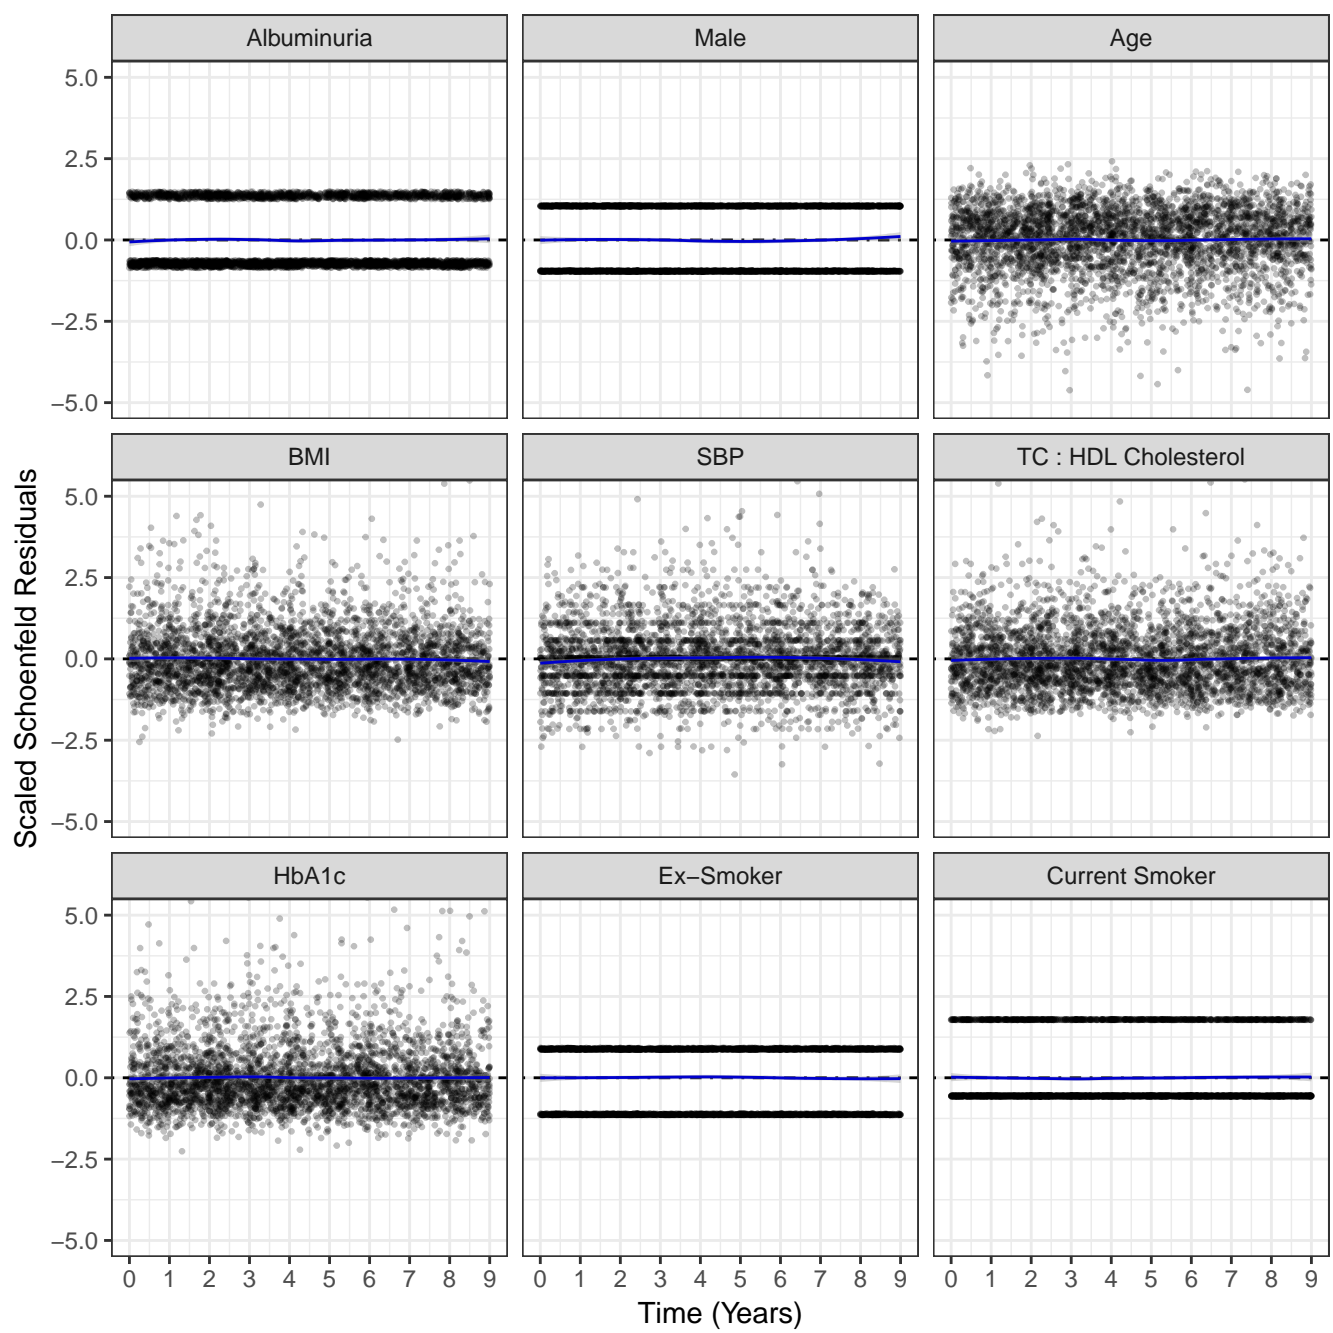 Albuminuria Male Age
5.0
2.5
0.0
−2.5
−5.0
BMI SBP TC : HDL Cholesterol
5.0
2.5
0.0
−2.5
−5.0
Scaled Schoenfeld Residuals
HbA1c Ex−Smoker Current Smoker
5.0
2.5
0.0
−2.5
−5.0
0 1 2 3 4 5 6 7 8 9 0 1 2 3 4 5 6 7 8 9 0 1 2 3 4 5 6 7 8 9
Time (Years)